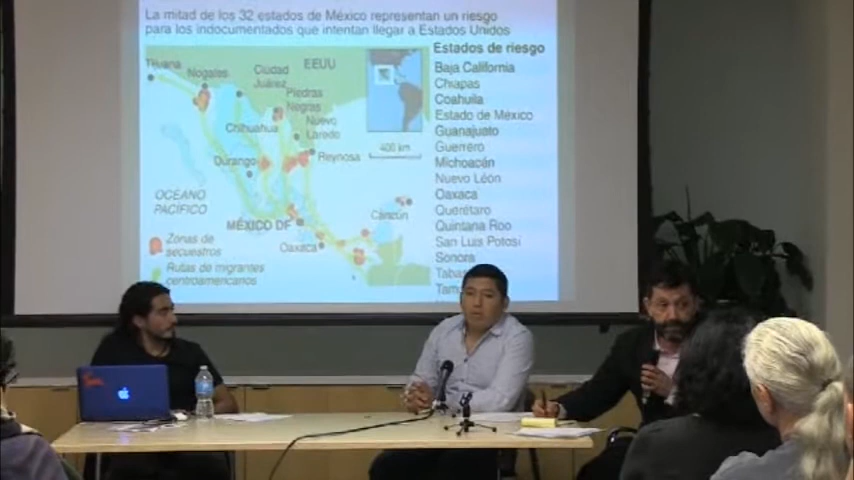 La mitad de los 32 estados de México representan un riesgo
para los indocumentados que intentan llegar a Estados Unidos
Estados de riesgo
Baja California
Chiapas
Coahuila
Estado de México
Guanajuato
Guerrero
Michoacán
Nuevo Léon
Oaxaca
Querétaro
Quintana Roo
San Luis Potosí
Sonora
Tijuana
Nogales
Ciudad
Juárez
EEUU
Piedras
Negras
Nuevo
Laredo
Chihuahua
Durango
Reynosa
400 km
OCEANO
PACÍFICO
MÉXICO DF
Cancún
Oaxaca
Zonas de
secuestros
Rutas de migrantes
centroamericanos